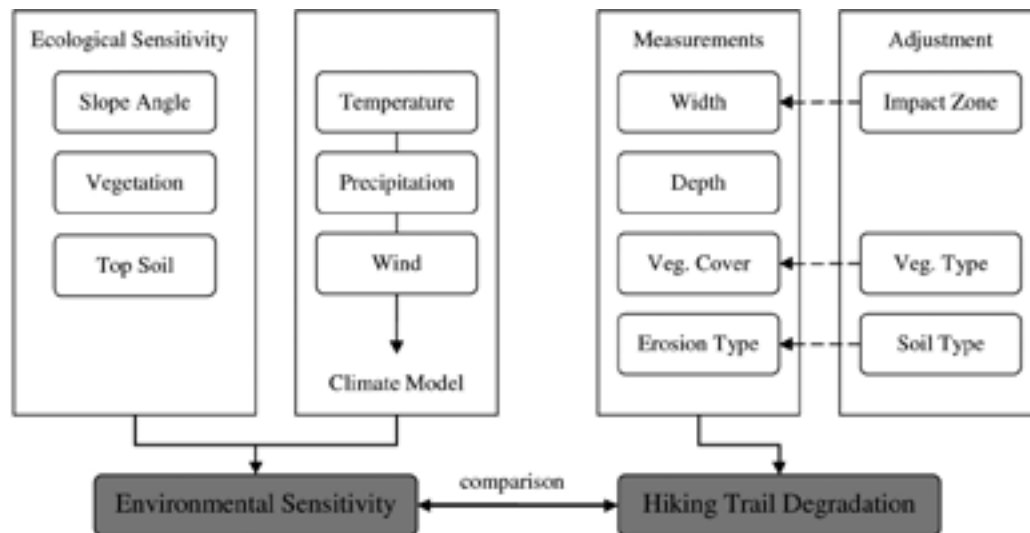 Ecological Sensitivity
Slope Angle
Vegetation
Top Soil
Temperature
Precipitation
Wind
Climate Model
Measurements
Width
Depth
Veg. Cover
Erosion Type
Adjustment
Impact Zone
Veg. Type
Soil Type
Environmental Sensitivity
comparison
Hiking Trail Degradation